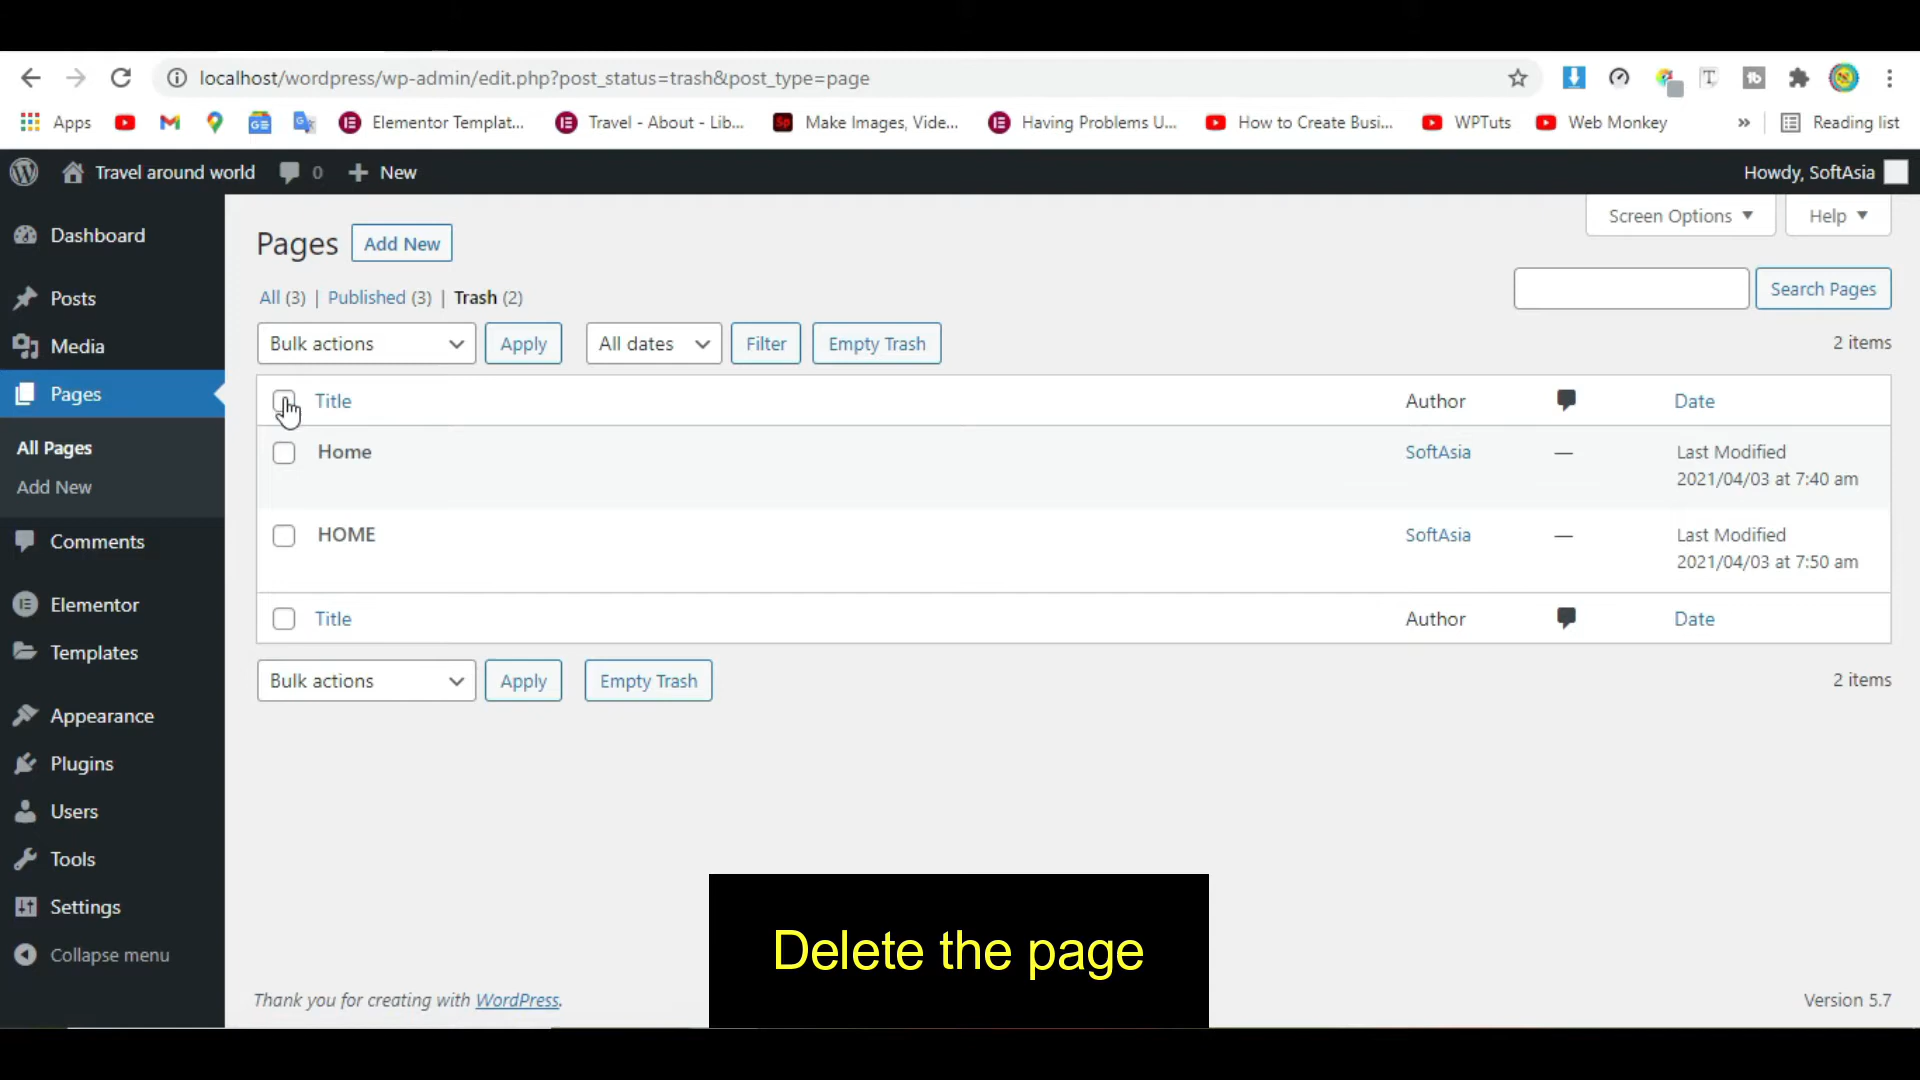 localhost/wordpress/wp-admin/edit.php?post_status=trash&post_type=page
Apps Elementor Templat... Travel - About - Lib... Make Images, Vide... Having Problems U... How to Create Busi... WPTuts Web Monkey » Reading list
Travel around world 0 + New Howdy, SoftAsia
Screen Options Help
Dashboard
Posts
Media
Pages
All Pages
Add New
Comments
Elementor
Templates
Appearance
Plugins
Users
Tools
Settings
Collapse menu
Pages Add New
All (3) | Published (3) | Trash (2)
Search Pages
Bulk actions Apply All dates Filter Empty Trash 2 items
Title Author Date
Home SoftAsia — Last Modified
2021/04/03 at 7:40 am
HOME SoftAsia — Last Modified
2021/04/03 at 7:50 am
Title Author Date
Bulk actions Apply Empty Trash 2 items
Delete the page
Thank you for creating with WordPress. Version 5.7